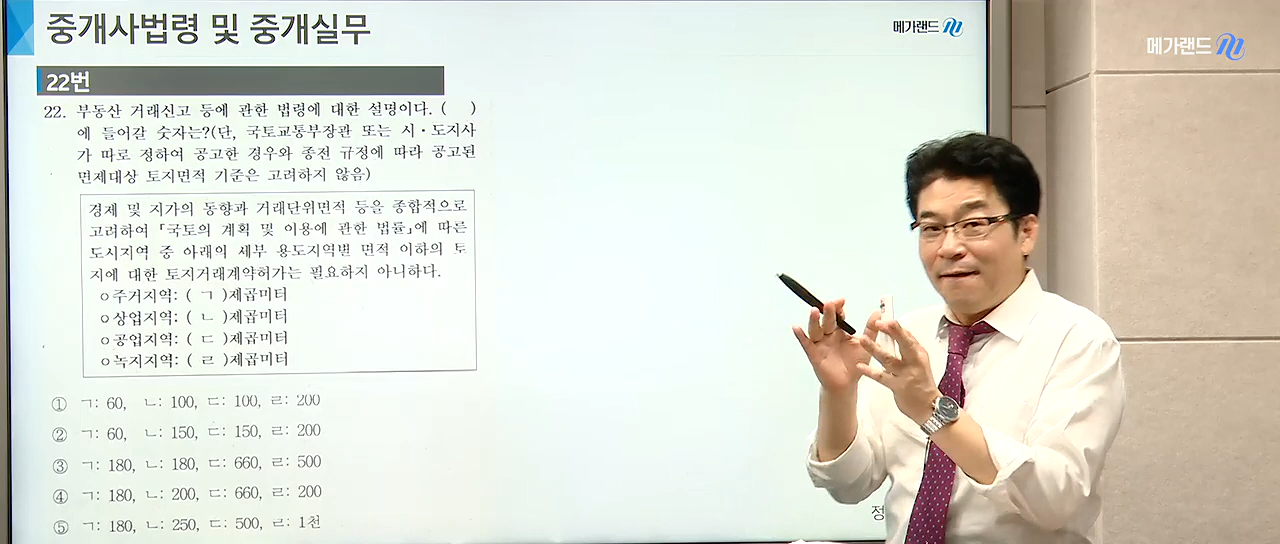 중개사법령 및 중개실무
메가랜드
메가랜드
22번
22. 부동산 거래신고 등에 관한 법령에 대한 설명이다. ( )
에 들어갈 숫자는?(단, 국토교통부장관 또는 시·도지사
가 따로 정하여 공고한 경우와 종전 규정에 따라 공고된
면제대상 토지면적 기준은 고려하지 않음)
경제 및 지가의 동향과 거래단위면적 등을 종합적으로
고려하여 「국토의 계획 및 이용에 관한 법률」에 따른
도시지역 중 아래의 세부 용도지역별 면적 이하의 토
지에 대한 토지거래계약허가는 필요하지 아니하다.
○주거지역: ( ㄱ )제곱미터
○상업지역: ( ㄴ )제곱미터
○공업지역: ( ㄷ )제곱미터
○녹지지역: ( ㄹ )제곱미터
① ㄱ: 60, ㄴ: 100, ㄷ: 100, ㄹ: 200
② ㄱ: 60, ㄴ: 150, ㄷ: 150, ㄹ: 200
③ ㄱ: 180, ㄴ: 180, ㄷ: 660, ㄹ: 500
④ ㄱ: 180, ㄴ: 200, ㄷ: 660, ㄹ: 200
⑤ ㄱ: 180, ㄴ: 250, ㄷ: 500, ㄹ: 1천
정